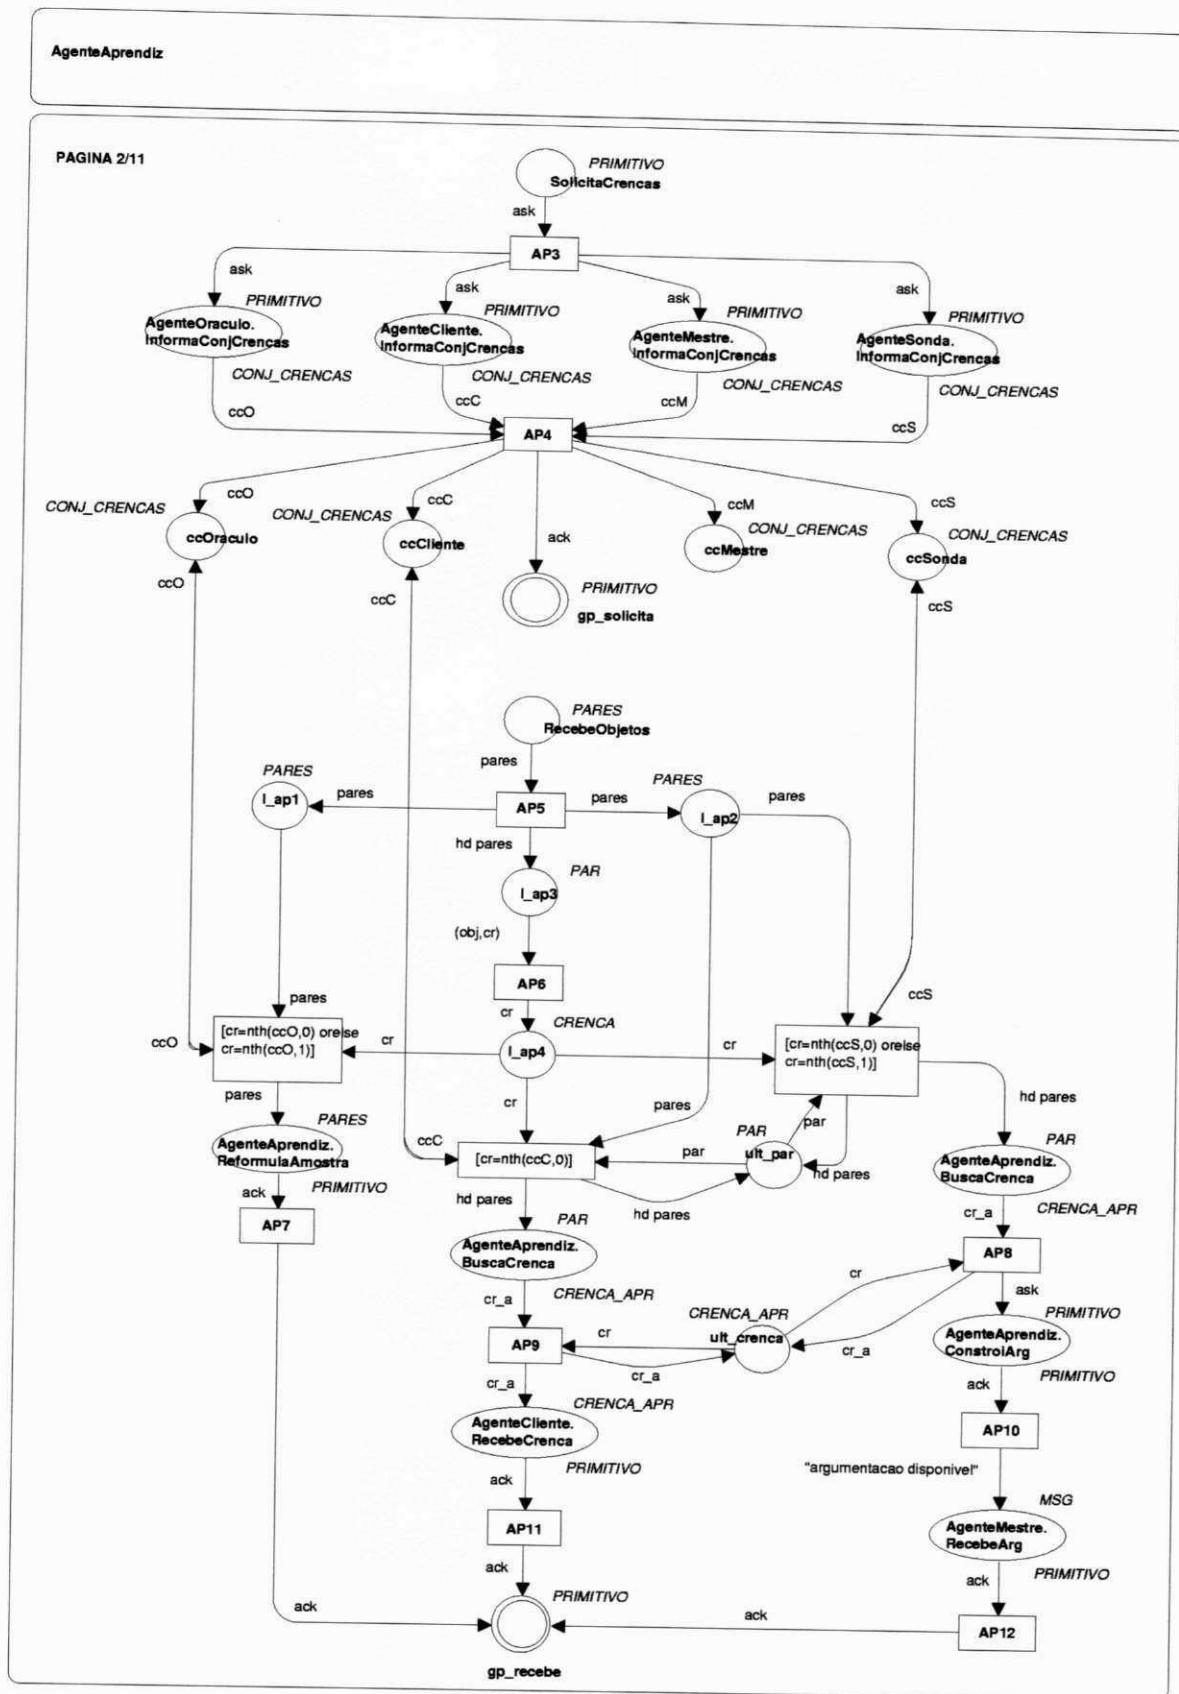 AgenteAprendiz
PAGINA 2/11
PRIMITIVO
SolicitaCrencas
ask
AP3
ask
ask
ask
ask
PRIMITIVO
PRIMITIVO
PRIMITIVO
PRIMITIVO
AgenteOraculo.
InformaConjCrencas
AgenteCliente.
InformaConjCrencas
AgenteMestre.
InformaConjCrencas
AgenteSonda.
InformaConjCrencas
CONJ_CRENCAS
CONJ_CRENCAS
CONJ_CRENCAS
CONJ_CRENCAS
ccO
ccC
ccM
ccS
AP4
ccO
ccC
ccM
ccS
CONJ_CRENCAS
CONJ_CRENCAS
CONJ_CRENCAS
CONJ_CRENCAS
ccOraculo
ccCliente
ccMestre
ccSonda
ack
ccO
ccC
ccS
PRIMITIVO
gp_solicita
PARES
RecebeObjetos
pares
PARES
PARES
l_ap1
pares
AP5
pares
l_ap2
pares
hd pares
PAR
l_ap3
(obj,cr)
AP6
pares
cr
CRENCA
ccS
ccO
[cr=nth(ccO,0) orelse
cr=nth(ccO,1)]
cr
l_ap4
cr
[cr=nth(ccS,0) orelse
cr=nth(ccS,1)]
pares
cr
pares
hd pares
PARES
AgenteAprendiz.
ReformulaAmostra
ccC
[cr=nth(ccC,0)]
par
PAR
ult_par
par
hd pares
PAR
AgenteAprendiz.
BuscaCrenca
ack
PRIMITIVO
hd pares
hd pares
cr_a
CRENCA_APR
AP7
PAR
AgenteAprendiz.
BuscaCrenca
AP8
cr
ask
cr_a
CRENCA_APR
CRENCA_APR
PRIMITIVO
AP9
cr
ult_crenca
cr_a
AgenteAprendiz.
ConstroiArg
cr_a
cr_a
ack
PRIMITIVO
CRENCA_APR
AgenteCliente.
RecebeCrenca
AP10
ack
PRIMITIVO
"argumentacao disponivel"
MSG
AP11
AgenteMestre.
RecebeArg
ack
ack
PRIMITIVO
PRIMITIVO
ack
ack
AP12
gp_recebe